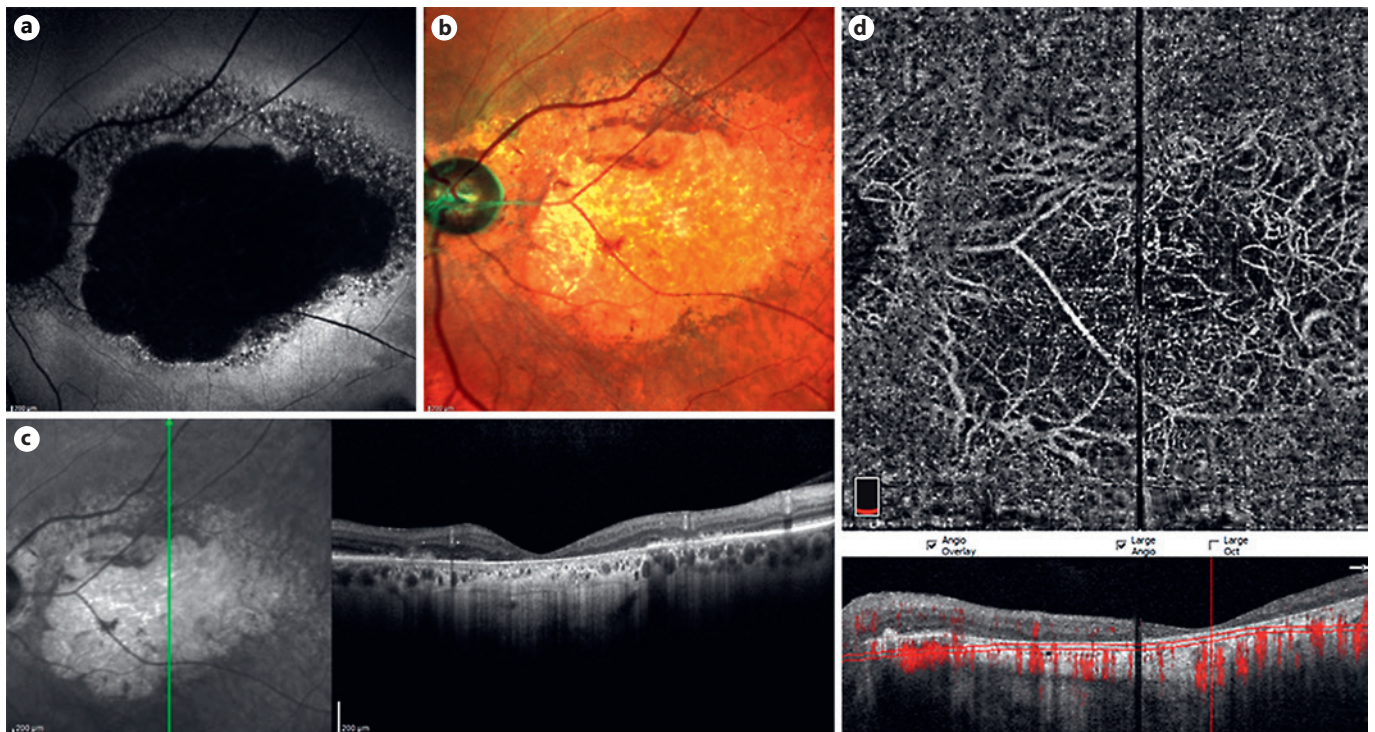 a
b
d
200 µm
200 µm
c
Angio
Overlay
Large
Angio
Large
Oct
200 µm
200 µm